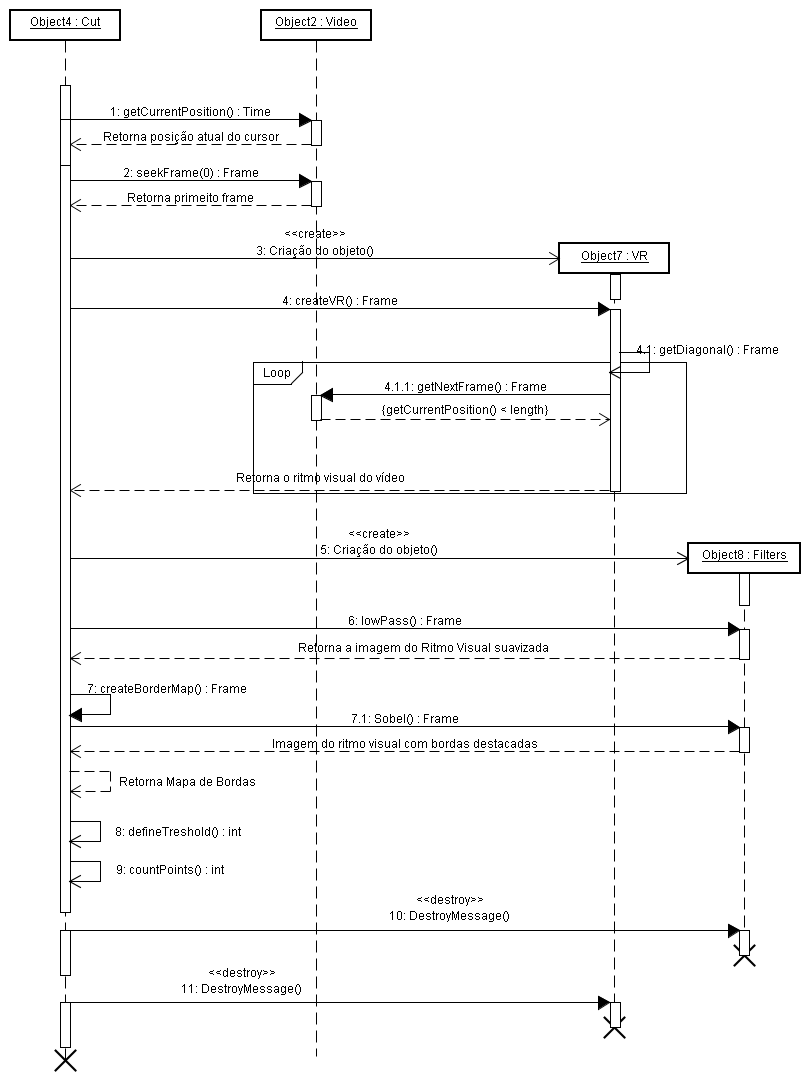 Object4 : Cut
Object2 : Video
1: getCurrentPosition() : Time
Retorna posição atual do cursor
2: seekFrame(0) : Frame
Retorna primeito frame
<<create>>
3: Criação do objeto()
Object7 : VR
4: createVR() : Frame
4.1: getDiagonal() : Frame
Loop
4.1.1: getNextFrame() : Frame
{getCurrentPosition() < length}
Retorna o ritmo visual do vídeo
<<create>>
5: Criação do objeto()
Object8 : Filters
6: lowPass() : Frame
Retorna a imagem do Ritmo Visual suavizada
7: createBorderMap() : Frame
7.1: Sobel() : Frame
Imagem do ritmo visual com bordas destacadas
Retorna Mapa de Bordas
8: defineTreshold() : int
9: countPoints() : int
<<destroy>>
10: DestroyMessage()
<<destroy>>
11: DestroyMessage()